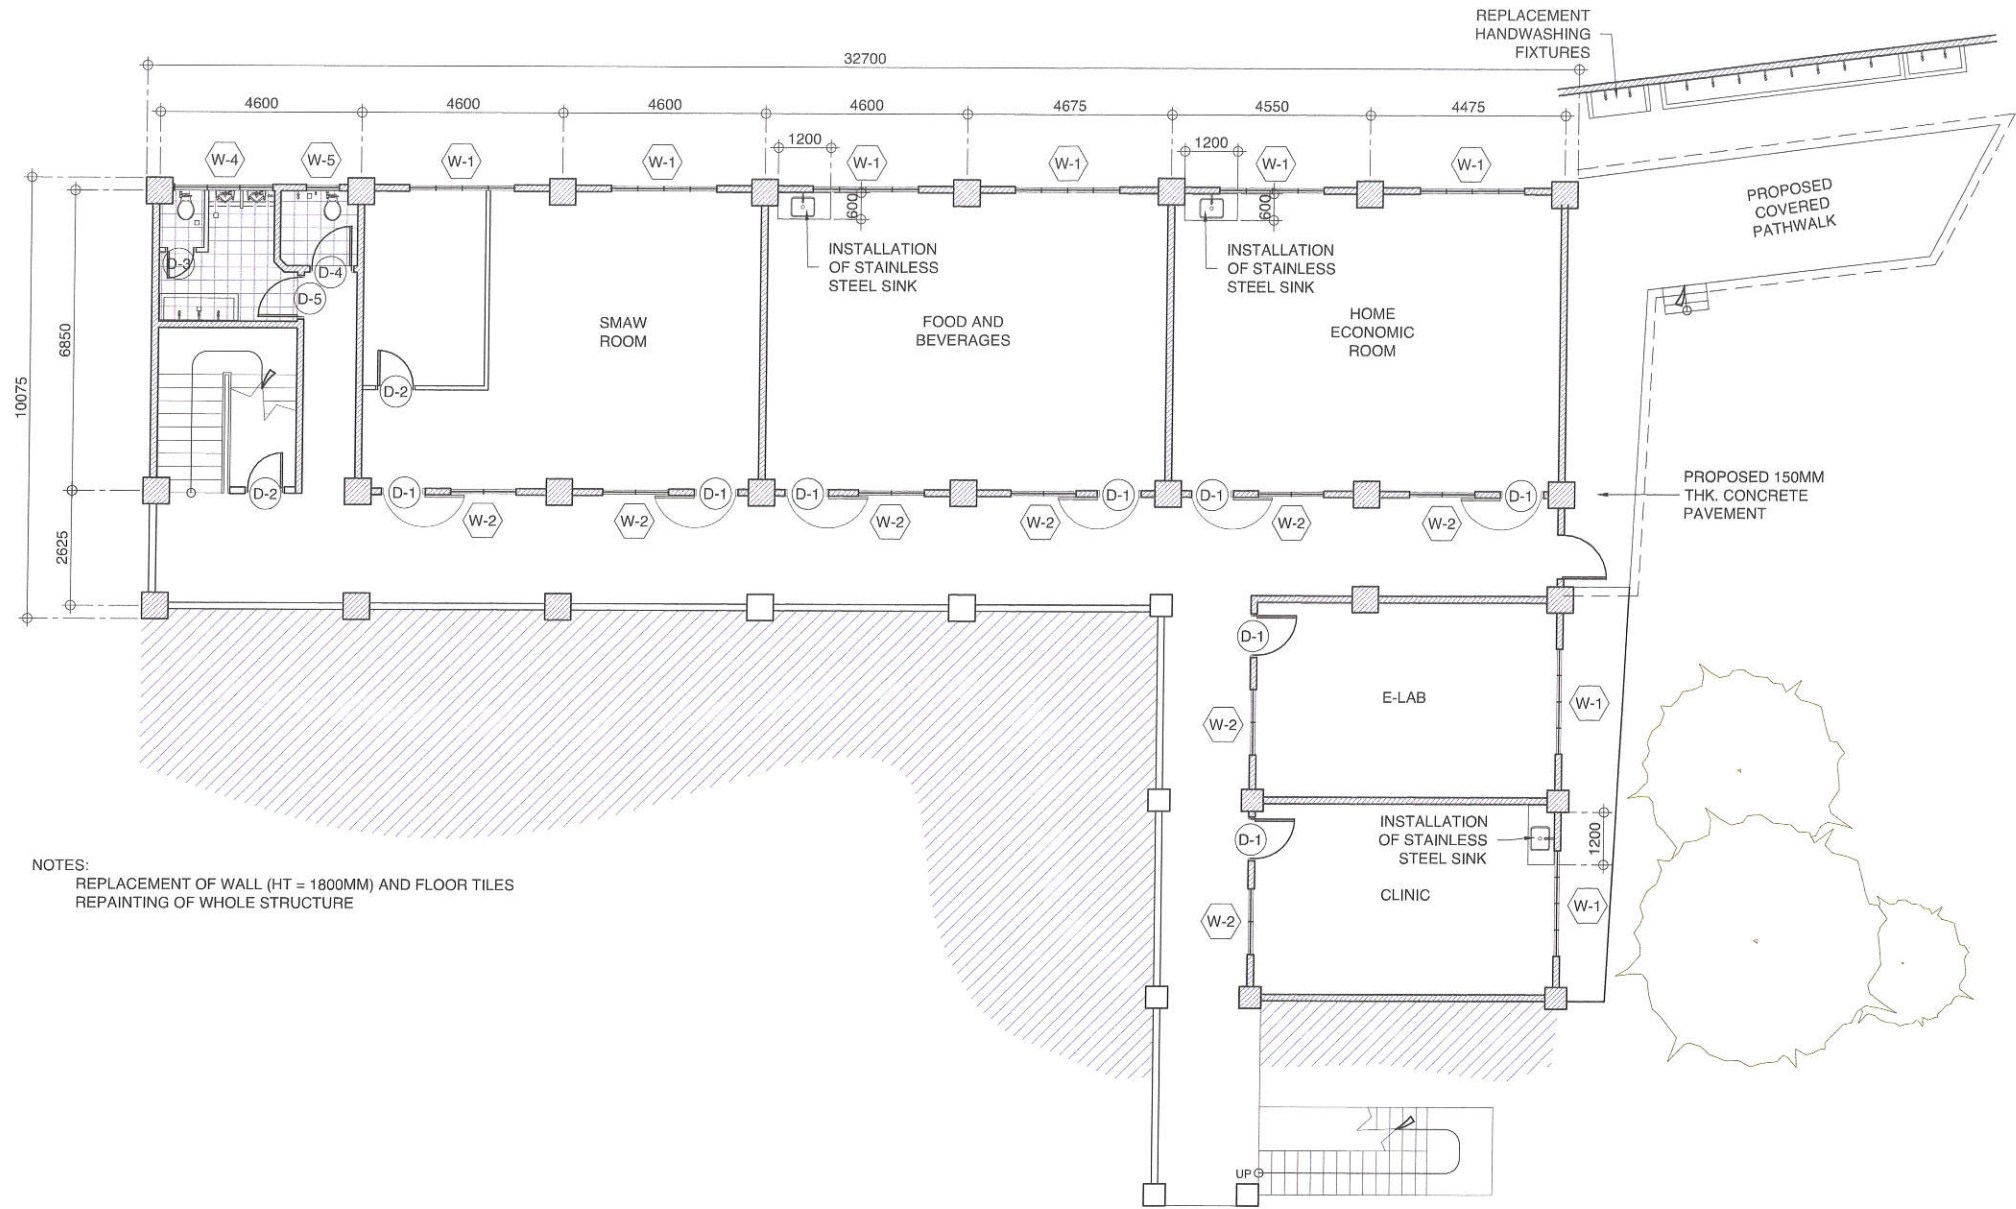 REPLACEMENT
HANDWASHING
FIXTURES
32700
4600
4600
4600
4600
4675
4550
4475
1200
1200
W-4
W-5
W-1
W-1
W-1
W-1
W-1
W-1
PROPOSED
COVERED
PATHWALK
600
600
INSTALLATION
OF STAINLESS
STEEL SINK
INSTALLATION
OF STAINLESS
STEEL SINK
D-3
D-4
D-5
SMAW
ROOM
FOOD AND
BEVERAGES
HOME
ECONOMIC
ROOM
6850
10075
D-2
D-2
D-1
D-1
D-1
D-1
D-1
D-1
PROPOSED 150MM
THK. CONCRETE
PAVEMENT
W-2
W-2
W-2
W-2
W-2
W-2
2625
D-1
E-LAB
W-1
W-2
INSTALLATION
OF STAINLESS
STEEL SINK
1200
D-1
CLINIC
W-1
W-2
NOTES:
REPLACEMENT OF WALL (HT = 1800MM) AND FLOOR TILES
REPAINTING OF WHOLE STRUCTURE
UP